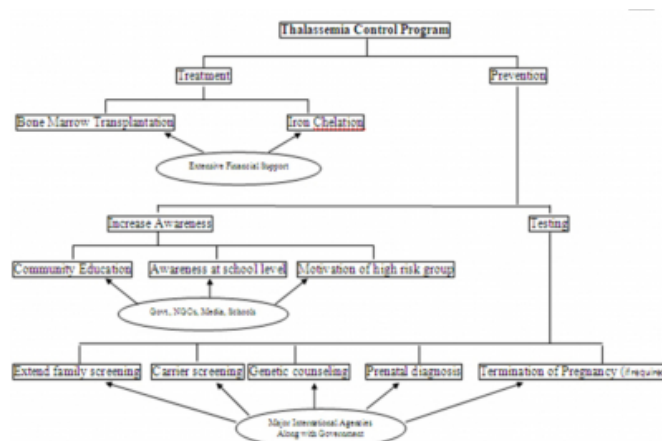 Thalassemia Control Program
Treatment
Prevention
Bone Marrow Transplantation
Iron Chelation
Extensive Financial Support
Increase Awareness
Testing
Community Education
Awareness at school level
Motivation of high risk group
Govt., NGOs, Media, Schools
Extend family screening
Carrier screening
Genetic counseling
Prenatal diagnosis
Termination of Pregnancy (if require
Major International Agencies
Along with Government